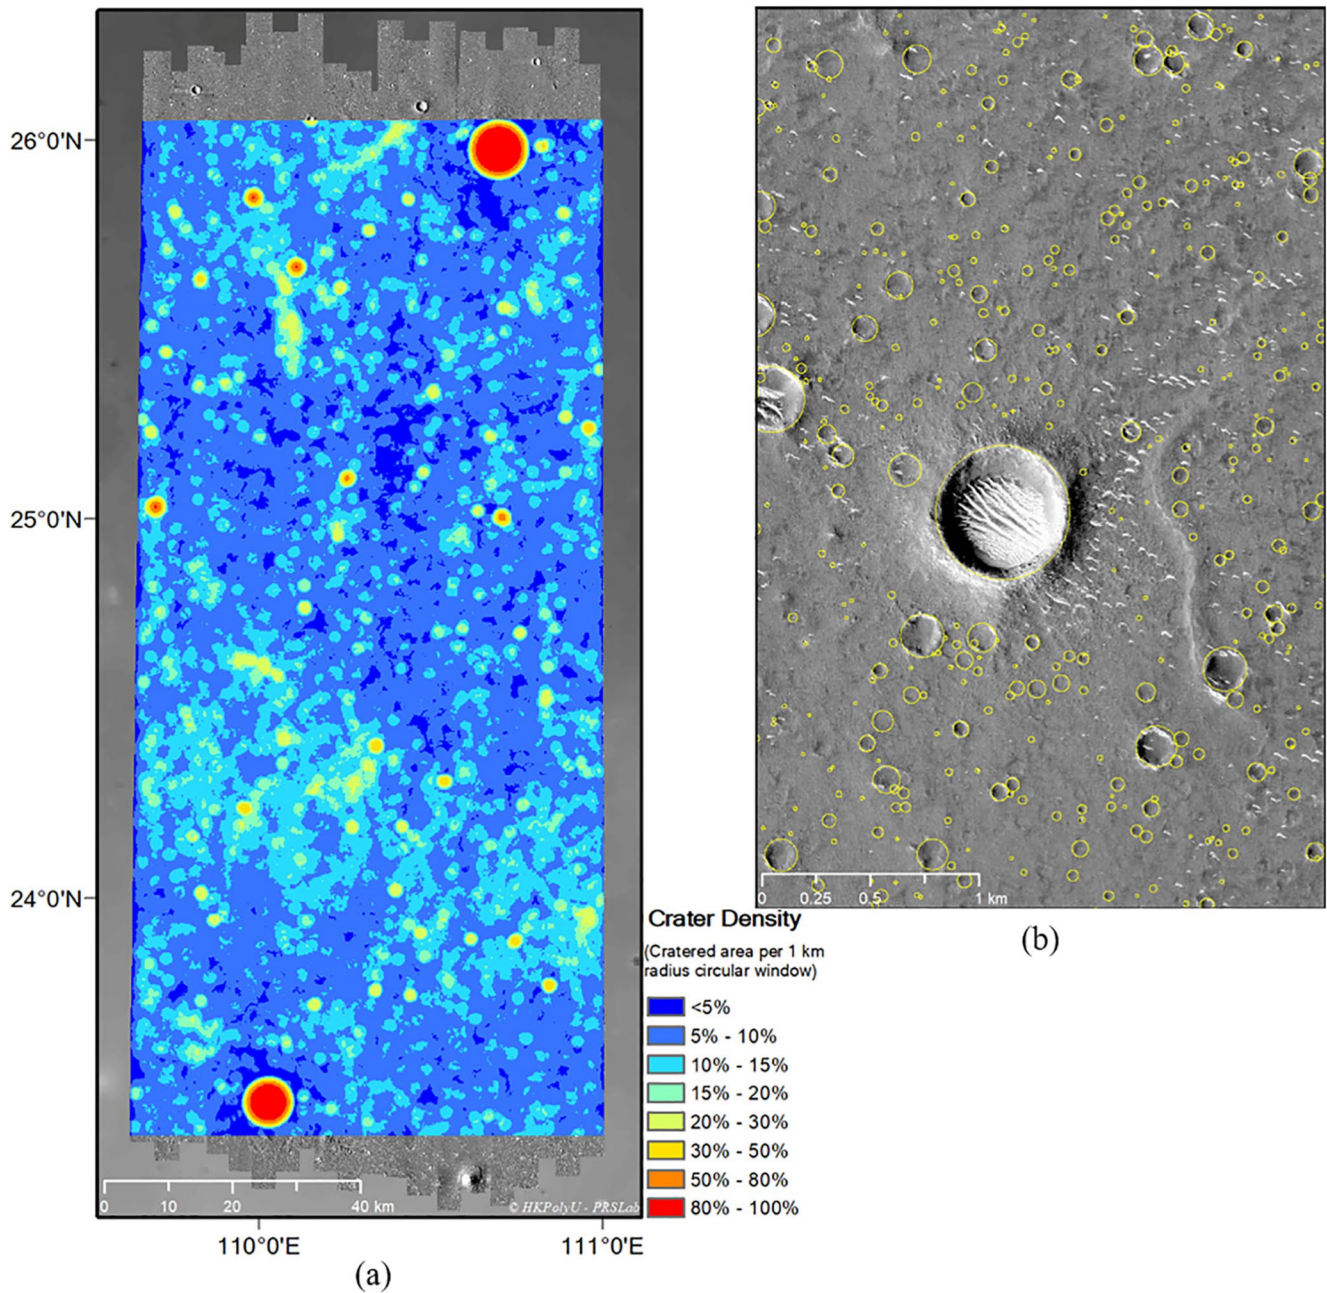 26°0'N
25°0'N
24°0'N
0 10 20 40 km
© HKPolyU - PRSLab
110°0'E 111°0'E
(a)
Crater Density
(Cratered area per 1 km
radius circular window)
<5%
5% - 10%
10% - 15%
15% - 20%
20% - 30%
30% - 50%
50% - 80%
80% - 100%
0 0.25 0.5 1 km
(b)